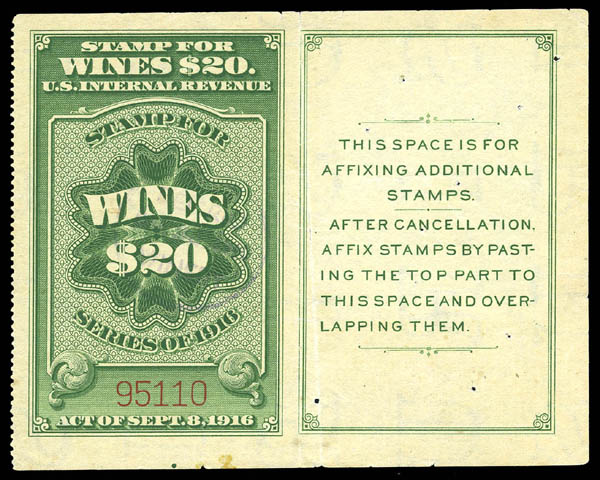 STAMP FOR
WINES $20.
U.S. INTERNAL REVENUE
STAMP FOR
WINES
$20
SERIES OF 1916
95110
ACT OF SEPT. 8, 1916
THIS SPACE IS FOR
AFFIXING ADDITIONAL
STAMPS.
AFTER CANCELLATION,
AFFIX STAMPS BY PAST-
ING THE TOP PART TO
THIS SPACE AND OVER-
LAPPING THEM.